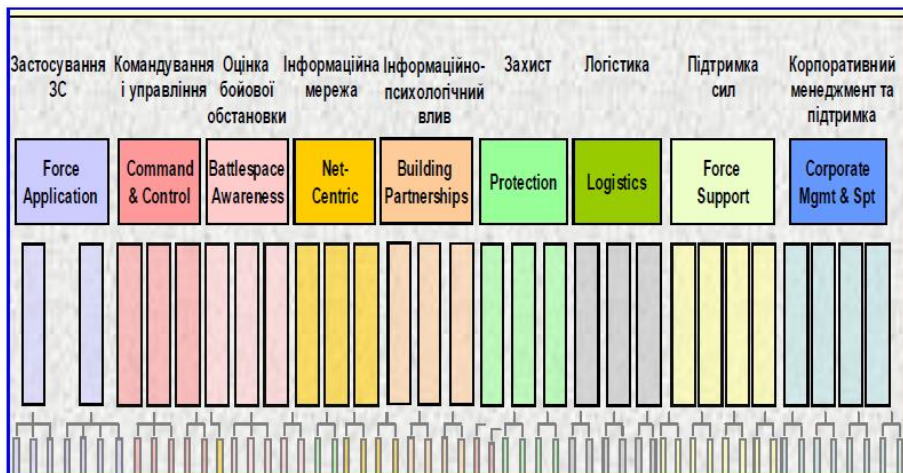 Застосування
ЗС
Командування
і управління
Оцінка
бойової
обстановки
Інформаційна
мережа
Інформаційно-
психологічний
влив
Захист
Логістика
Підтримка
сил
Корпоративний
менеджмент та
підтримка
Force
Application
Command
& Control
Battlespace
Awareness
Net-
Centric
Building
Partnerships
Protection
Logistics
Force
Support
Corporate
Mgmt & Spt